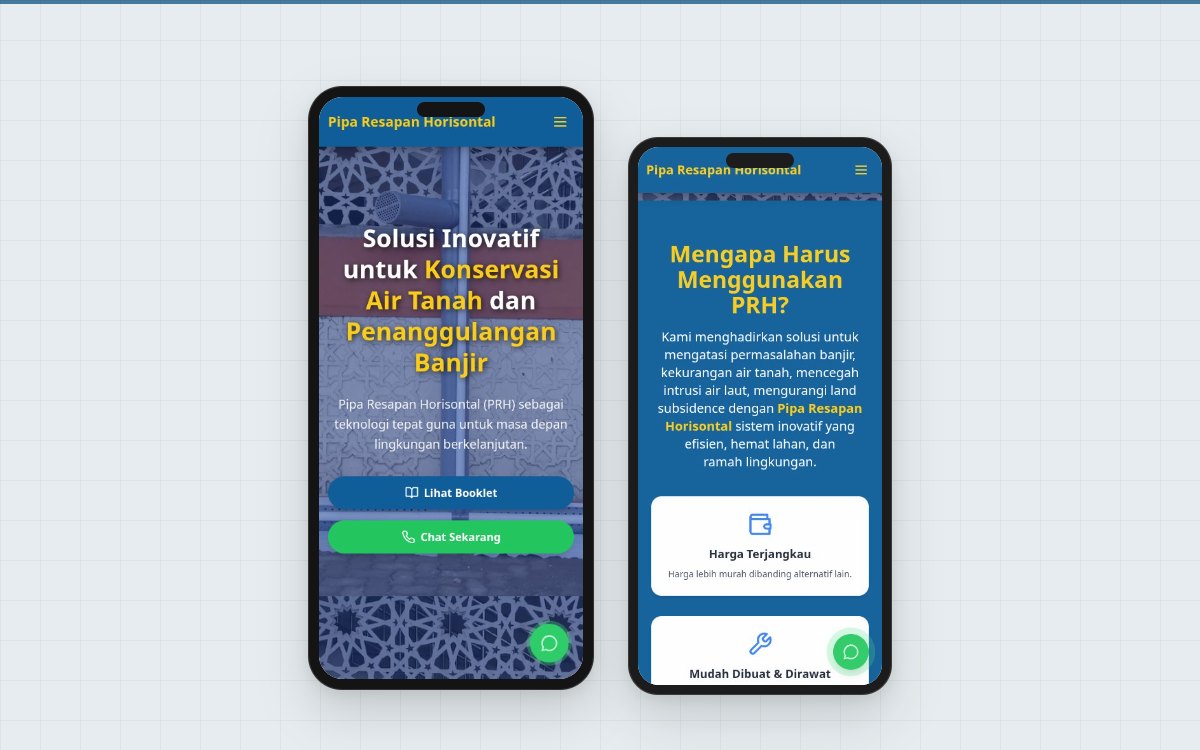 Pipa Resapan Horisontal
Solusi Inovatif
untuk Konservasi
Air Tanah dan
Penanggulangan
Banjir
Pipa Resapan Horisontal (PRH) sebagai
teknologi tepat guna untuk masa depan
lingkungan berkelanjutan.
Lihat Booklet
Chat Sekarang
Pipa Resapan Horisontal
Mengapa Harus
Menggunakan
PRH?
Kami menghadirkan solusi untuk
mengatasi permasalahan banjir,
kekurangan air tanah, mencegah
intrusi air laut, mengurangi land
subsidence dengan Pipa Resapan
Horisontal sistem inovatif yang
efisien, hemat lahan, dan
ramah lingkungan.
Harga Terjangkau
Harga lebih murah dibanding alternatif lain.
Mudah Dibuat & Dirawat